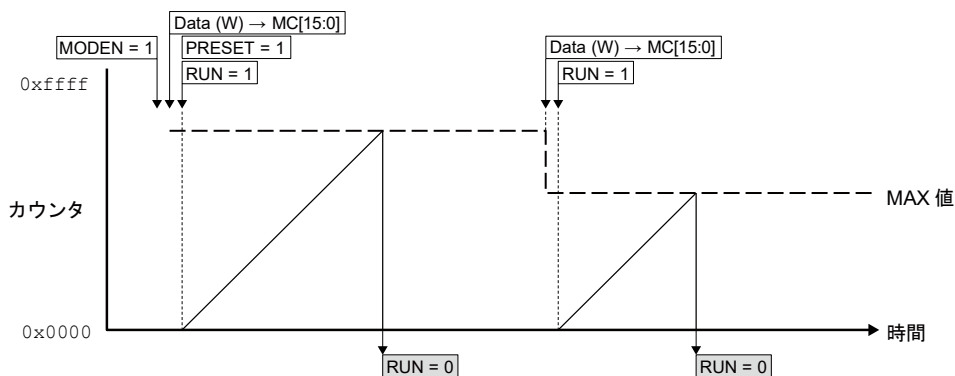 Data (W) → MC[15:0]
MODEN = 1
PRESET = 1
RUN = 1
Data (W) → MC[15:0]
RUN = 1
0xffff
カウンタ
MAX 値
0x0000
時間
RUN = 0
RUN = 0